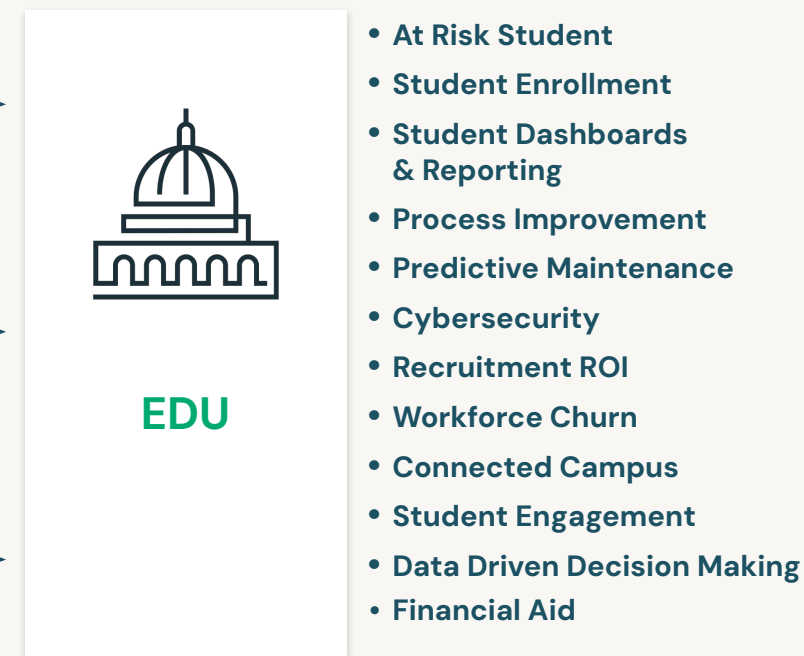 EDU
• At Risk Student
• Student Enrollment
• Student Dashboards
& Reporting
• Process Improvement
• Predictive Maintenance
• Cybersecurity
• Recruitment ROI
• Workforce Churn
• Connected Campus
• Student Engagement
• Data Driven Decision Making
• Financial Aid